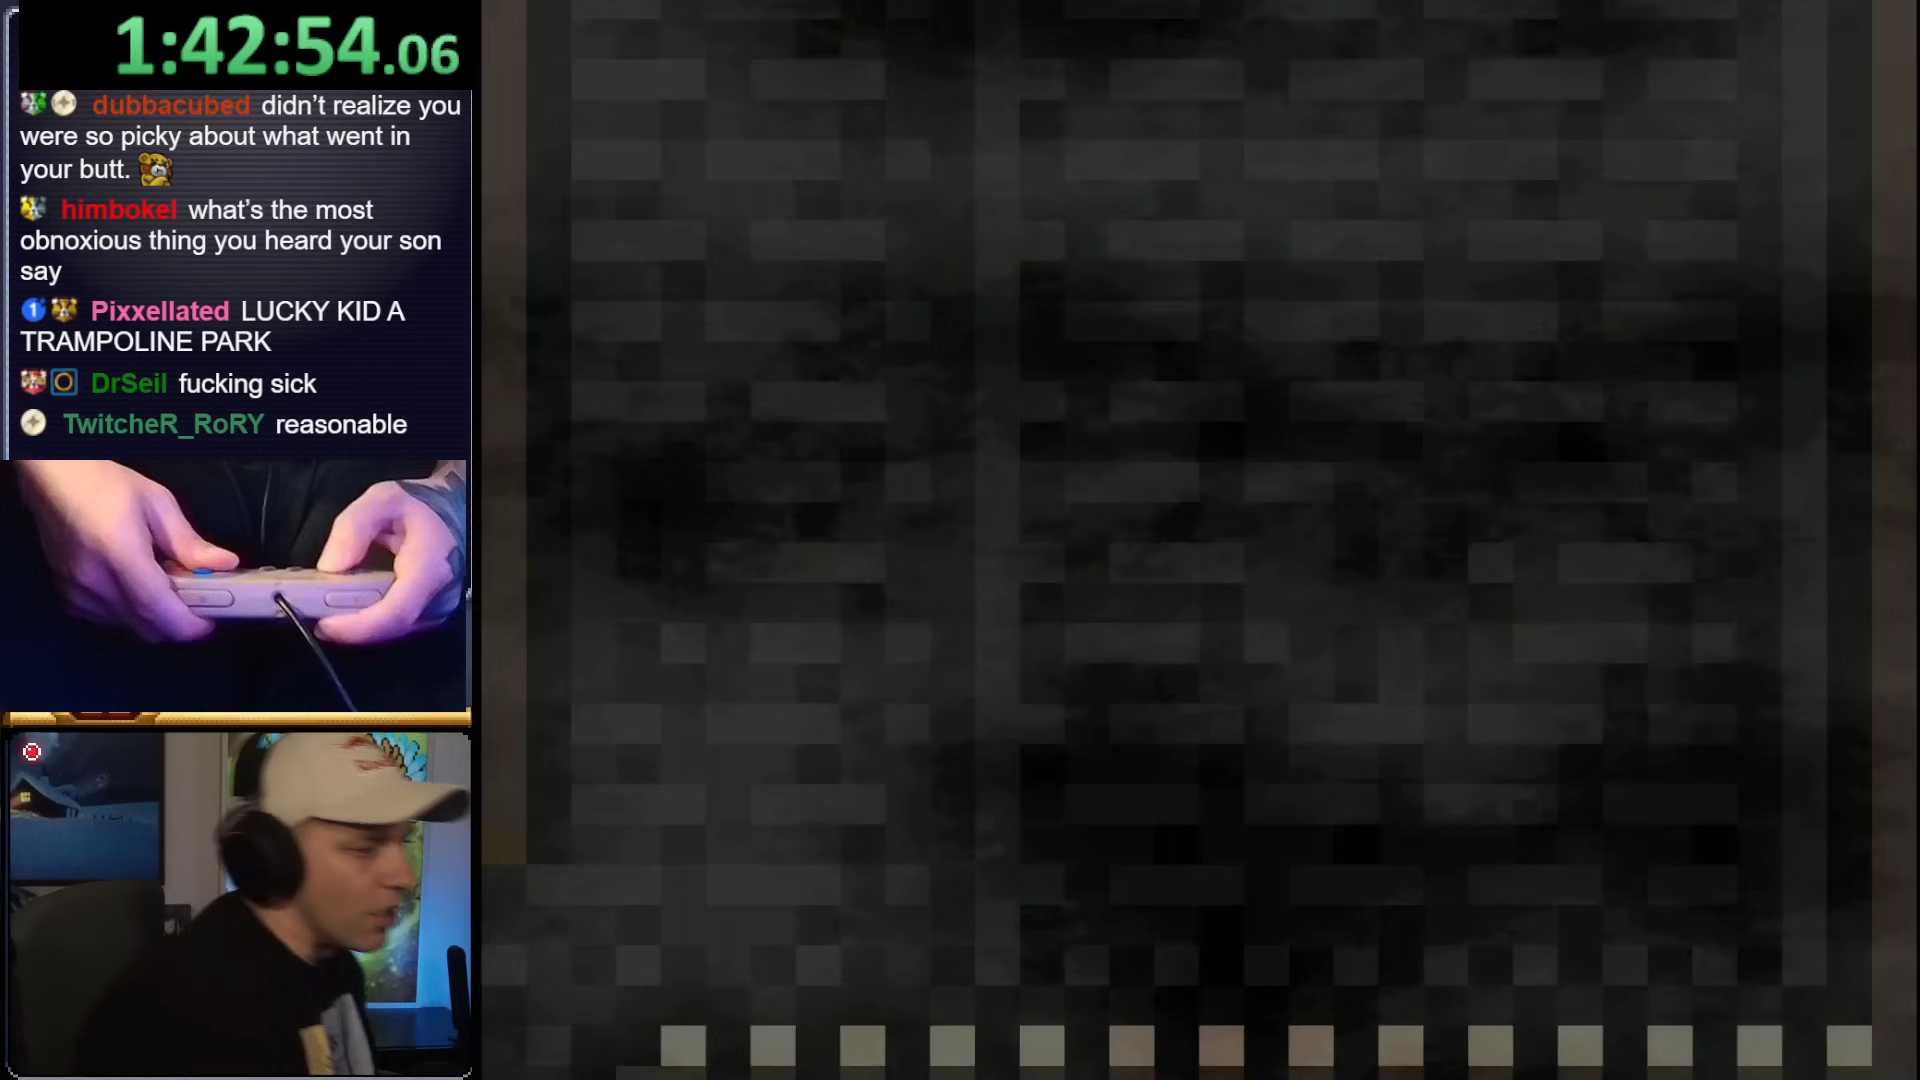 1:42:54.06
dubbacubed didn't realize you
were so picky about what went in
your butt.
himbokel what's the most
obnoxious thing you heard your son
say
1 Pixxellated LUCKY KID A
TRAMPOLINE PARK
DrSeil fucking sick
TwitcheR_RoRY reasonable